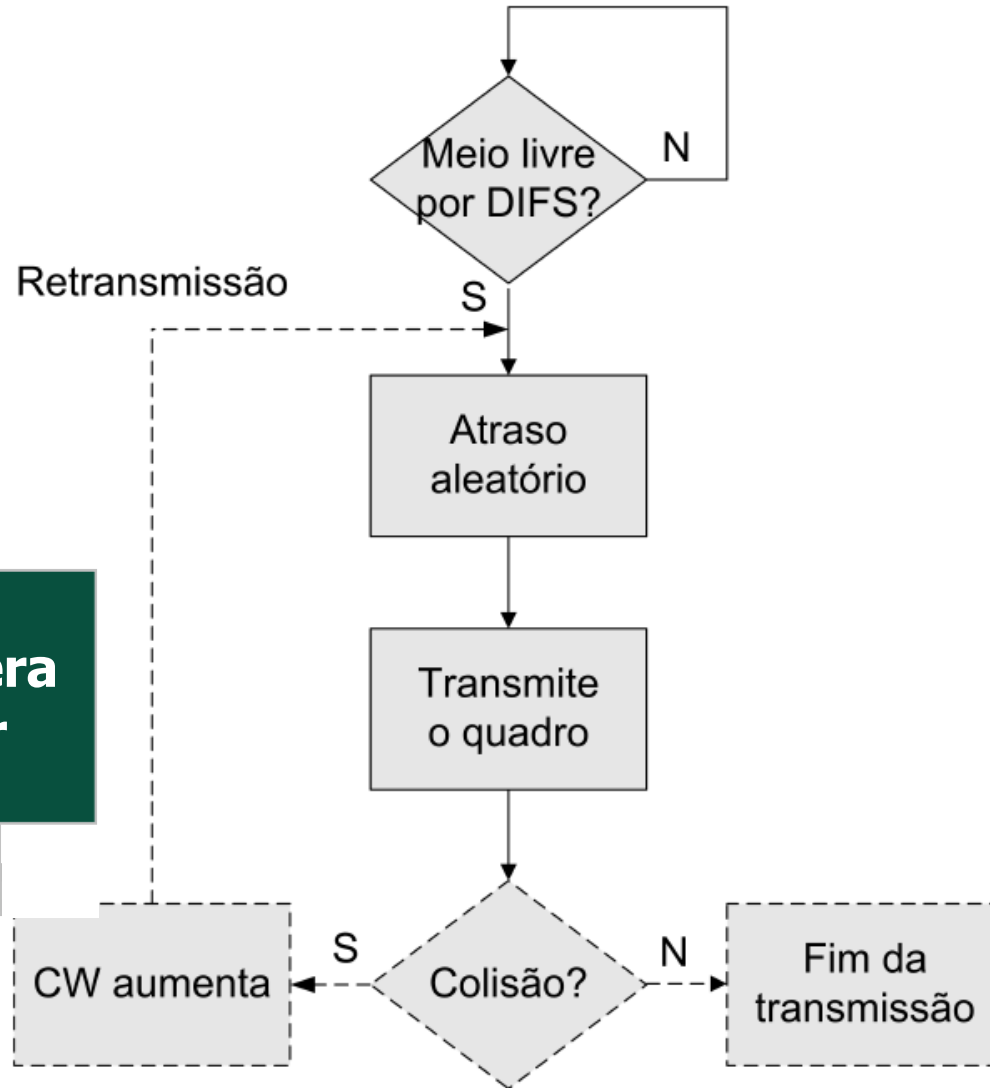 Meio livre
por DIFS?
N
Retransmissão
S
Atraso
aleatório
Transmite
o quadro
S
Colisão?
N
CW aumenta
Fim da
transmissão